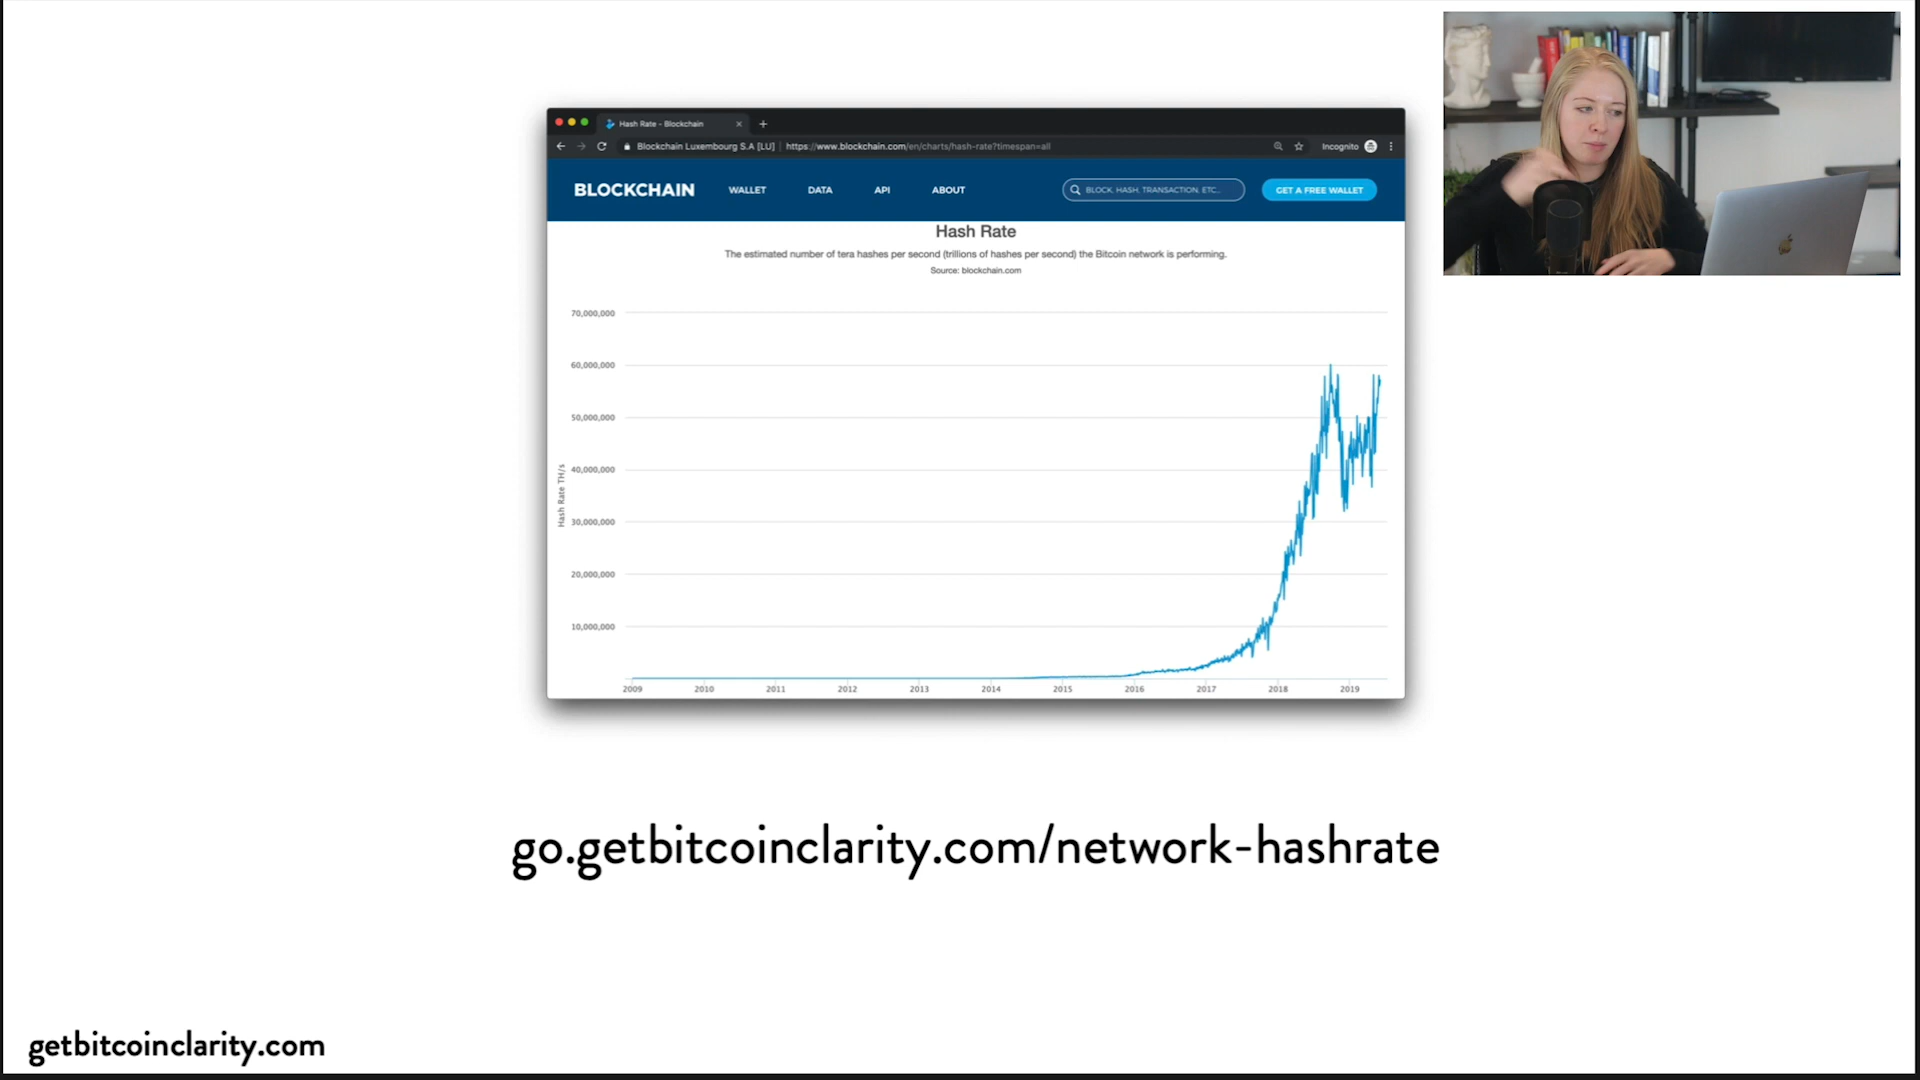 Hash Rate - Blockchain
Blockchain Luxembourg S.A [LU] https://www.blockchain.com/en/charts/hash-rate?timespan=all Incognito
BLOCKCHAIN WALLET DATA API ABOUT BLOCK, HASH, TRANSACTION, ETC... GET A FREE WALLET
Hash Rate
The estimated number of tera hashes per second (trillions of hashes per second) the Bitcoin network is performing.
Source: blockchain.com
Hash Rate TH/s
70,000,000
60,000,000
50,000,000
40,000,000
30,000,000
20,000,000
10,000,000
2009 2010 2011 2012 2013 2014 2015 2016 2017 2018 2019
go.getbitcoinclarity.com/network-hashrate
getbitcoinclarity.com